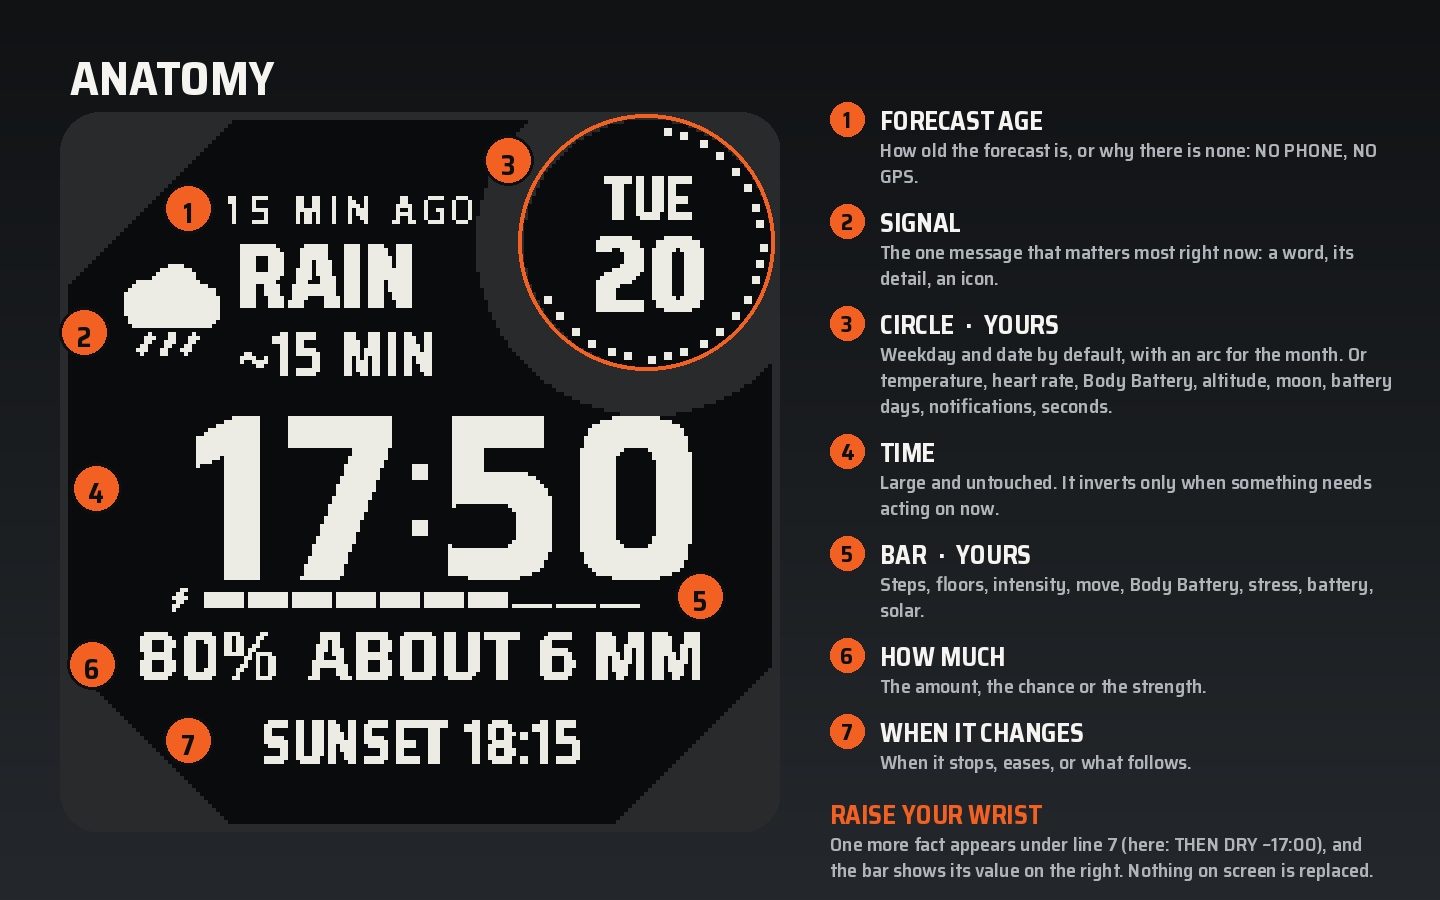 ANATOMY
1
15 MIN AGO
RAIN
2
~15 MIN
3
TUE
20
4
17:50
5
6
80% ABOUT 6 MM
7
SUNSET 18:15
1 FORECAST AGE
How old the forecast is, or why there is none: NO PHONE, NO
GPS.
2 SIGNAL
The one message that matters most right now: a word, its
detail, an icon.
3 CIRCLE · YOURS
Weekday and date by default, with an arc for the month. Or
temperature, heart rate, Body Battery, altitude, moon, battery
days, notifications, seconds.
4 TIME
Large and untouched. It inverts only when something needs
acting on now.
5 BAR · YOURS
Steps, floors, intensity, move, Body Battery, stress, battery,
solar.
6 HOW MUCH
The amount, the chance or the strength.
7 WHEN IT CHANGES
When it stops, eases, or what follows.
RAISE YOUR WRIST
One more fact appears under line 7 (here: THEN DRY –17:00), and
the bar shows its value on the right. Nothing on screen is replaced.